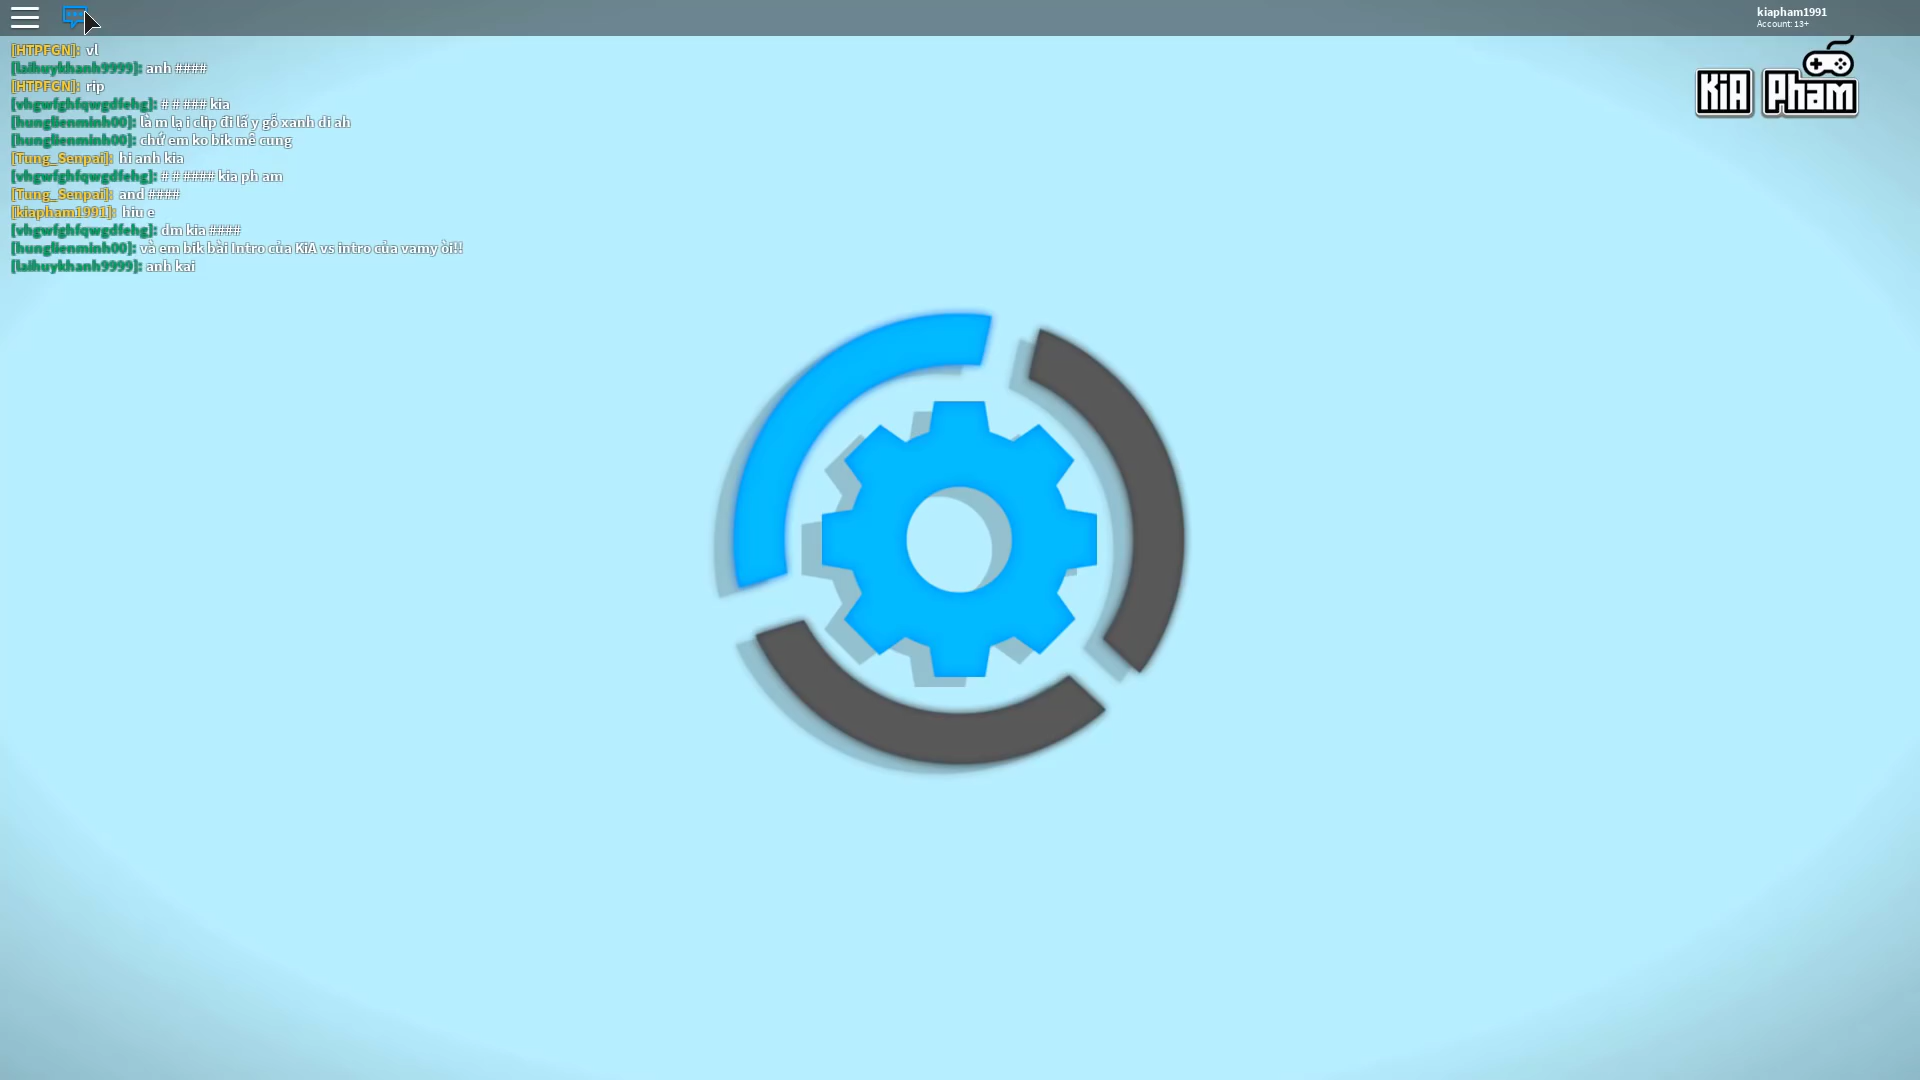 kiapham1991
Account: 13+
KiA Pham
[HTPFGN]: vl
[laihuykhanh9999]: anh ####
[HTPFGN]: rip
[vhgwfghfqwgdfehg]: # # #### kia
[hunglienminh00]: là m lạ i clip đi lấ y gỗ xanh di ah
[hunglienminh00]: chứ em ko bik mê cung
[Tung_Senpai]: hi anh kia
[vhgwfghfqwgdfehg]: # # #### kia ph am
[Tung_Senpai]: and ####
[kiapham1991]: hiu e
[vhgwfghfqwgdfehg]: dm kia ####
[hunglienminh00]: và em bik bài Intro của KiA vs intro của vamy òi!!
[laihuykhanh9999]: anh kai